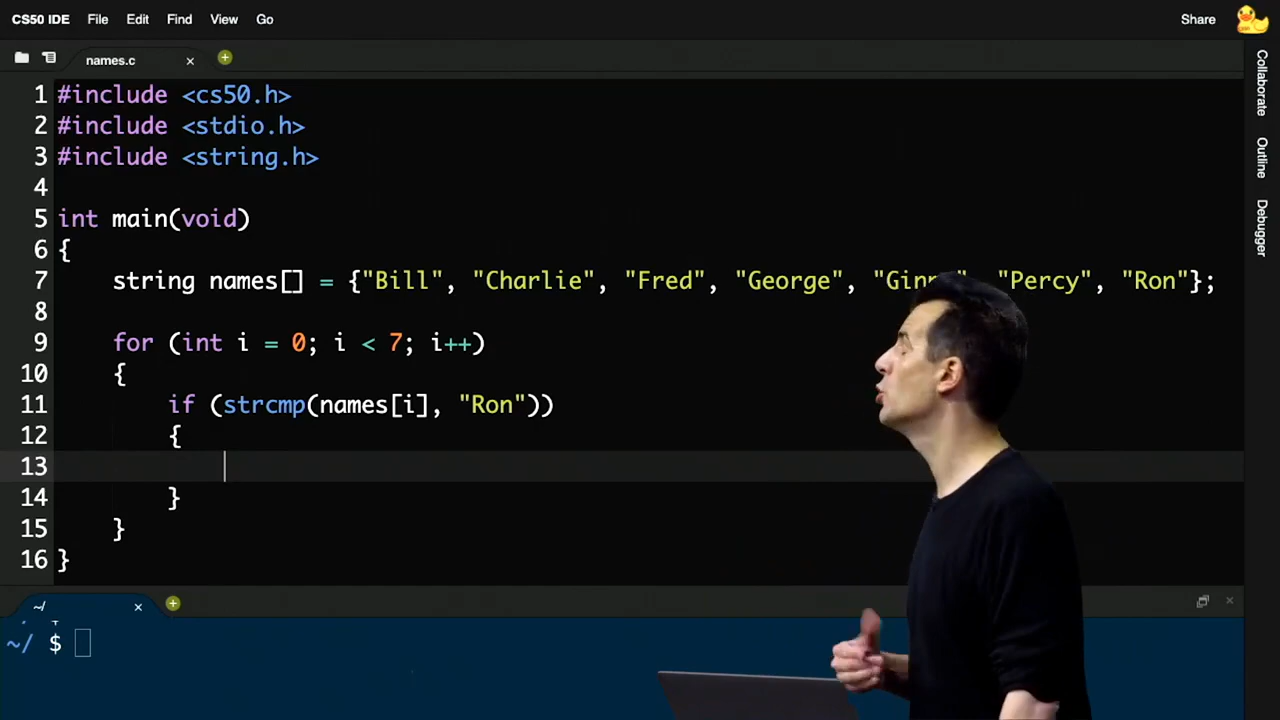 CS50 IDE File Edit Find View Go Share
names.c
1 #include <cs50.h>
2 #include <stdio.h>
3 #include <string.h>
4
5 int main(void)
6 {
7 string names[] = {"Bill", "Charlie", "Fred", "George", "Ginny", "Percy", "Ron"};
8
9 for (int i = 0; i < 7; i++)
10 {
11 if (strcmp(names[i], "Ron"))
12 {
13
14 }
15 }
16 }
Collaborate
Outline
Debugger
~/
~/ $